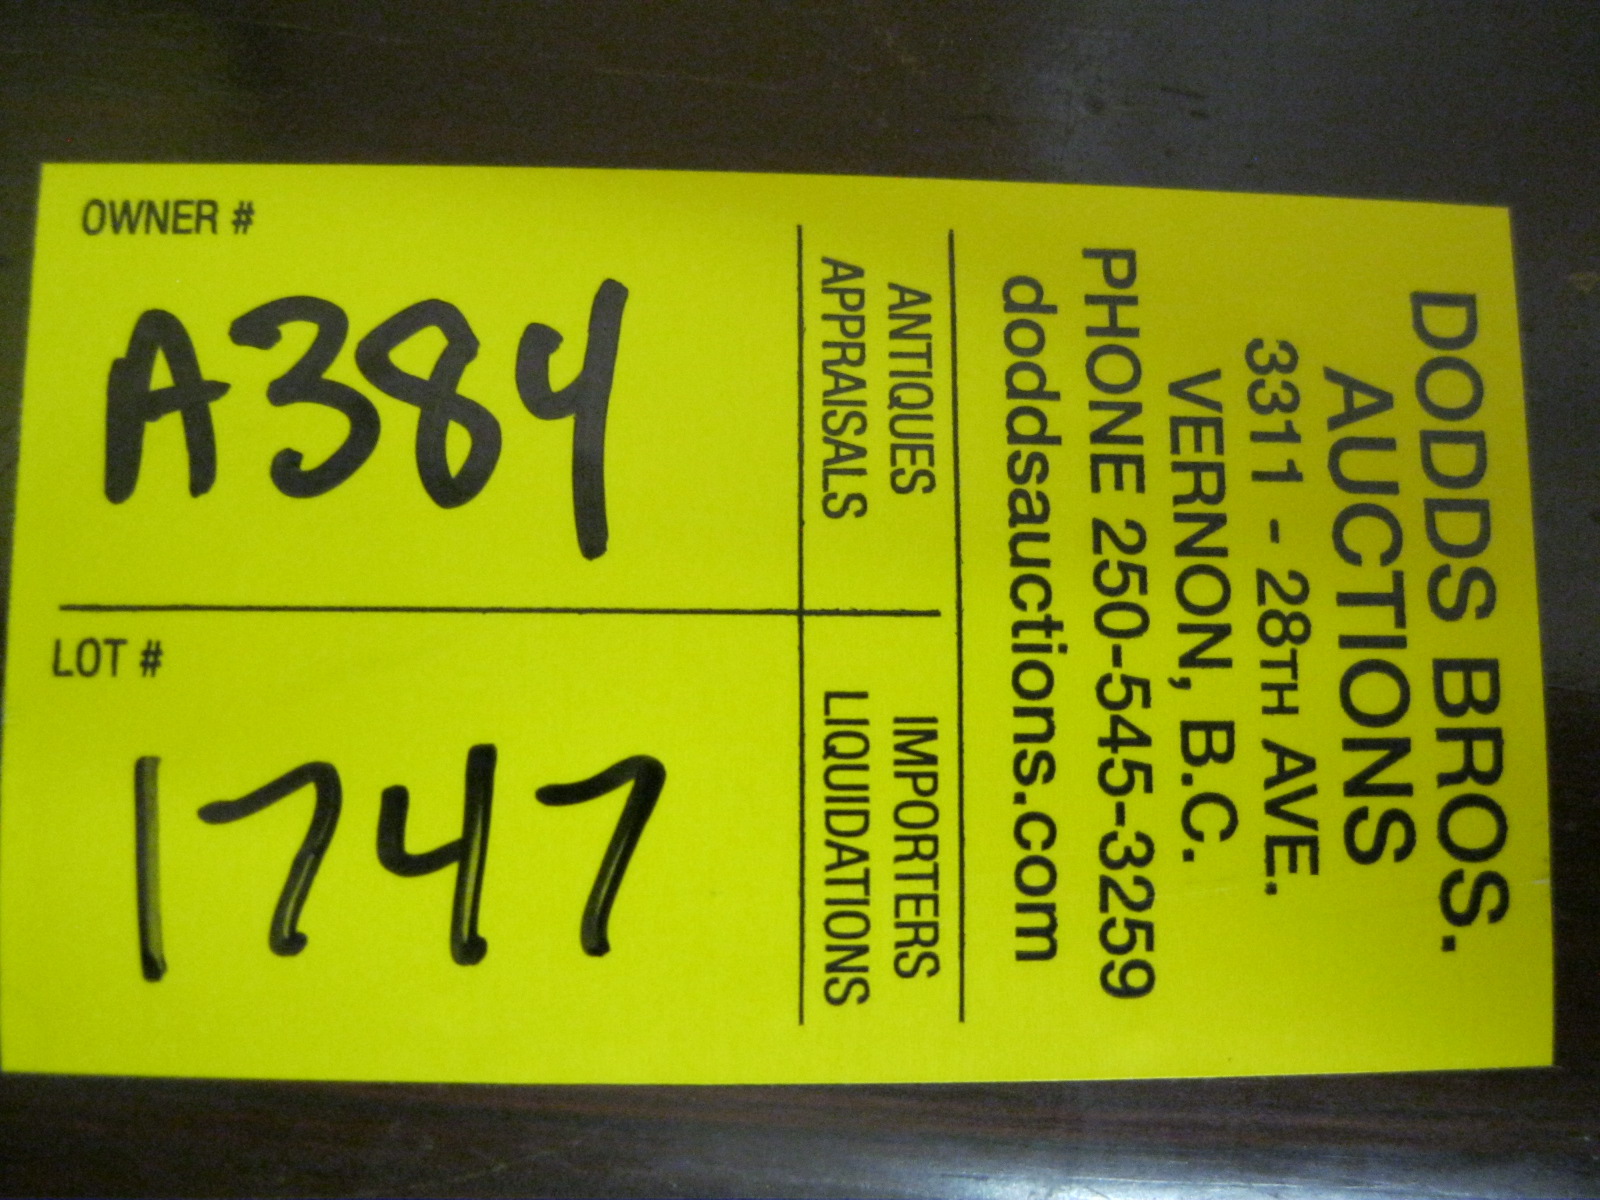 OWNER #
A384
LOT #
1747
ANTIQUES
APPRAISALS
IMPORTERS
LIQUIDATIONS
DODDS BROS.
AUCTIONS
3311 - 28TH AVE.
VERNON, B.C.
PHONE 250-545-3259
doddsauctions.com